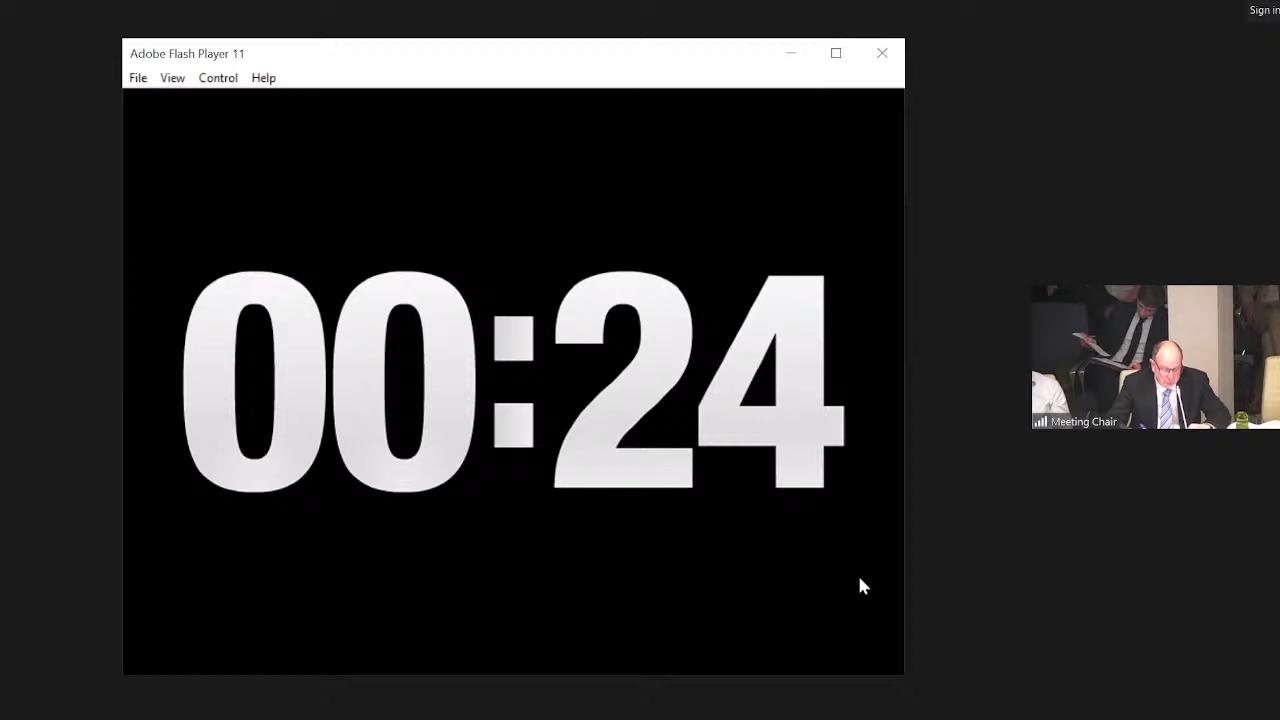 Sign in
Adobe Flash Player 11
File View Control Help
00:24
Meeting Chair